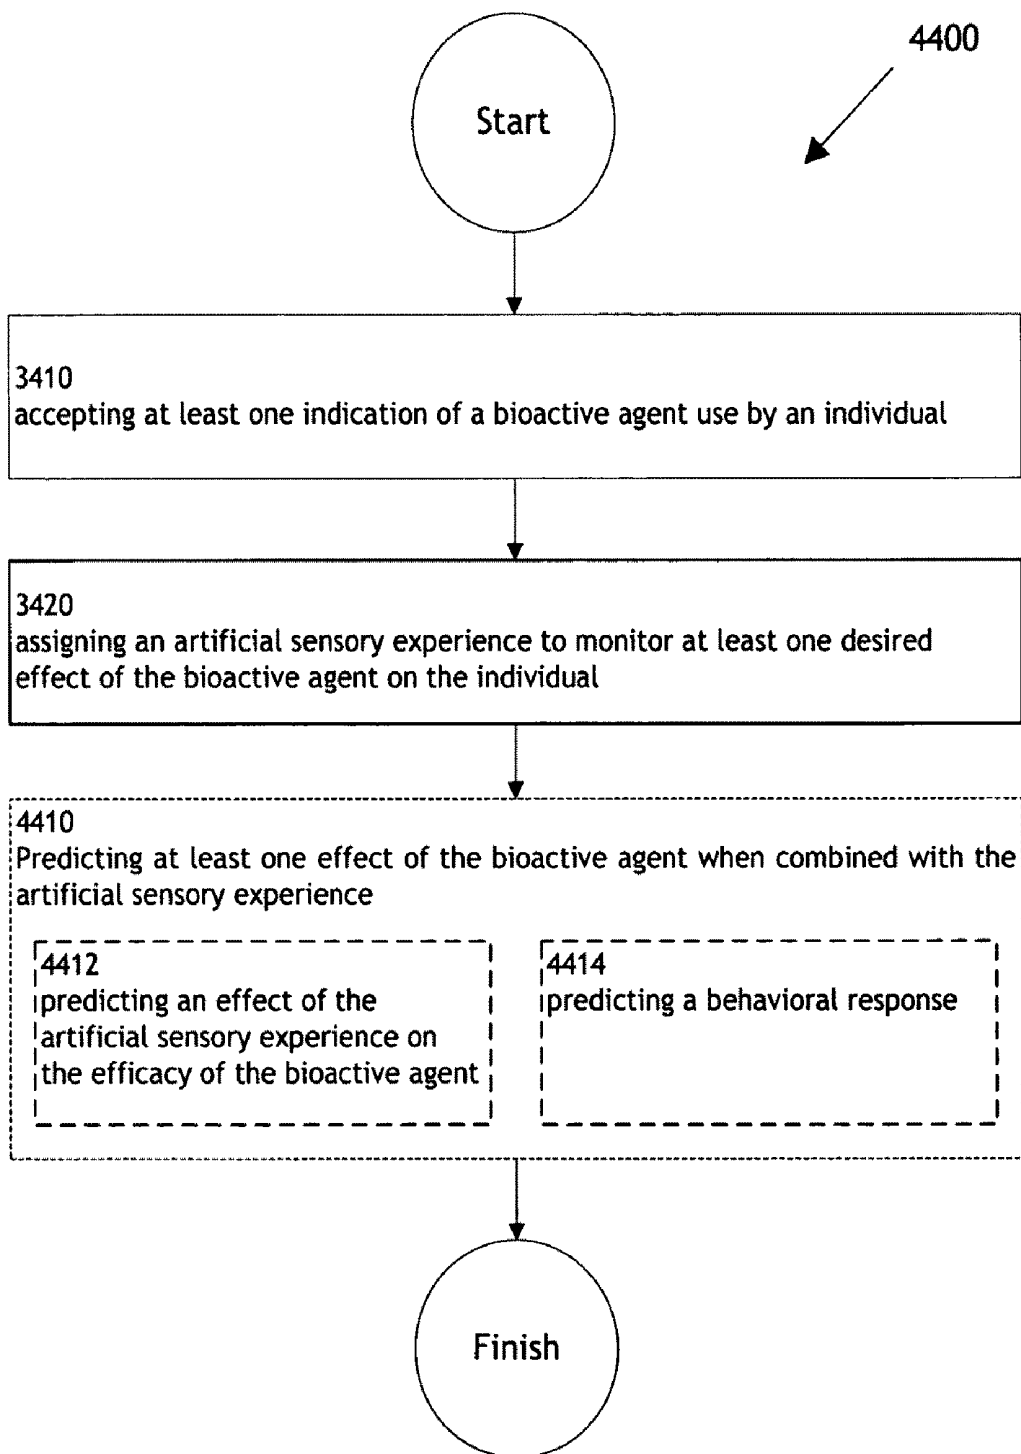 4400
Start
3410
accepting at least one indication of a bioactive agent use by an individual
3420
assigning an artificial sensory experience to monitor at least one desired
effect of the bioactive agent on the individual
4410
Predicting at least one effect of the bioactive agent when combined with the
artificial sensory experience
4412
predicting an effect of the
artificial sensory experience on
the efficacy of the bioactive agent
4414
predicting a behavioral response
Finish